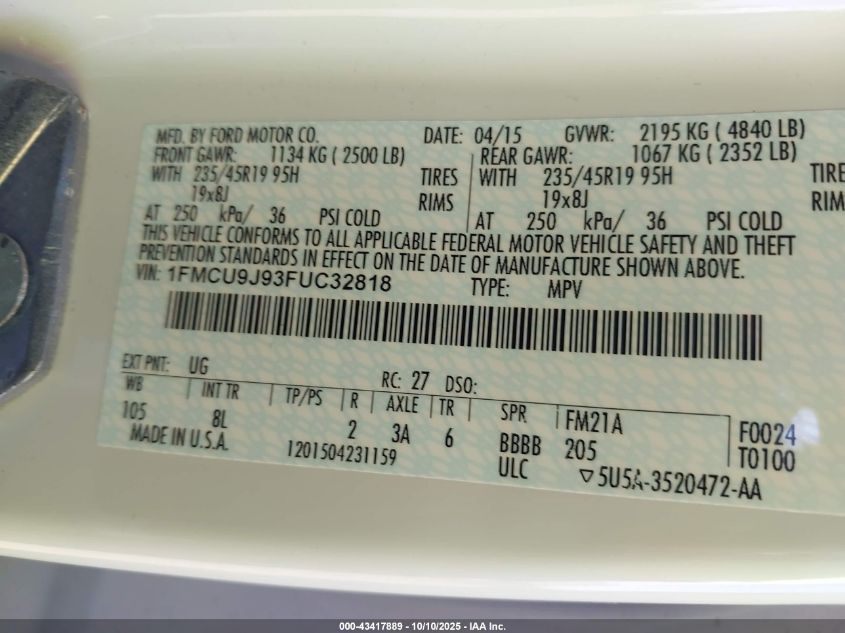 MFD. BY FORD MOTOR CO. DATE: 04/15 GVWR: 2195 KG ( 4840 LB)
FRONT GAWR: 1134 KG ( 2500 LB) REAR GAWR: 1067 KG ( 2352 LB)
WITH 235/45R19 95H TIRES WITH 235/45R19 95H TIRE
19x8J RIMS 19x8J RIM
AT 250 kPa/ 36 PSI COLD AT 250 kPa/ 36 PSI COLD
THIS VEHICLE CONFORMS TO ALL APPLICABLE FEDERAL MOTOR VEHICLE SAFETY AND THEFT
PREVENTION STANDARDS IN EFFECT ON THE DATE OF MANUFACTURE SHOWN ABOVE.
VIN: 1FMCU9J93FUC32818 TYPE: MPV
EXT PNT: UG RC: 27 DSO:
WB INT TR TP/PS R AXLE TR SPR FM21A F0024
105 8L 2 3A 6 BBBB 205 T0100
MADE IN U.S.A. 1201504231159 ULC ▽5U5A-3520472-AA
000-43417889 - 10/10/2025 - IAA Inc.